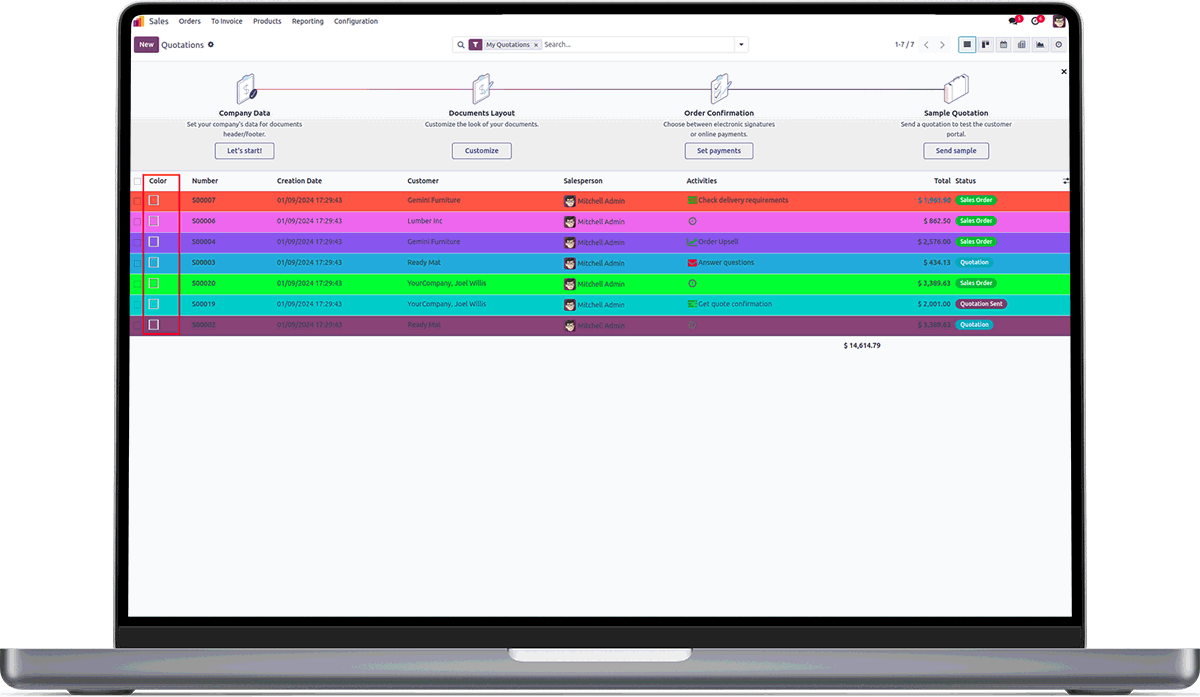 Sales Orders To Invoice Products Reporting Configuration
New Quotations My Quotations × Search... 1-7 / 7
Company Data Documents Layout Order Confirmation Sample Quotation
Set your company's data for documents Customize the look of your documents. Choose between electronic signatures Send a quotation to test the customer
header/footer. or online payments. portal.
Let's start! Customize Set payments Send sample
Color Number Creation Date Customer Salesperson Activities Total Status
S00007 01/09/2024 17:29:43 Gemini Furniture Mitchell Admin Check delivery requirements Sales Order
S00006 01/09/2024 17:29:43 Lumber Inc Mitchell Admin $ 862.50 Sales Order
S00004 01/09/2024 17:29:43 Gemini Furniture Mitchell Admin Order Upsell $ 2,576.00 Sales Order
S00003 01/09/2024 17:29:43 Ready Mat Mitchell Admin Answer questions $ 434.13 Quotation
S00020 01/09/2024 17:29:43 YourCompany, Joel Willis Mitchell Admin $ 3,389.63 Sales Order
S00019 01/09/2024 17:29:43 YourCompany, Joel Willis Mitchell Admin Get quote confirmation $ 2,001.00 Quotation Sent
S00002 01/09/2024 17:29:43 Ready Mat Mitchell Admin Quotation
$ 14,614.79